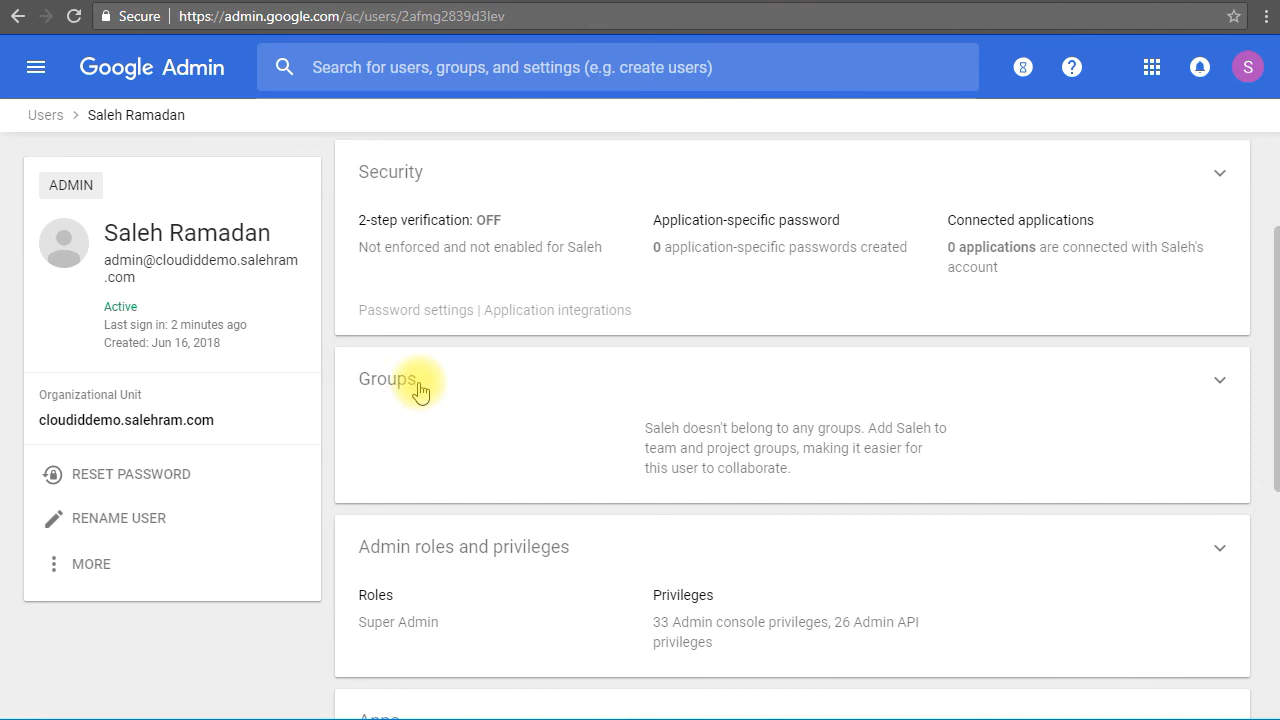 Secure | https://admin.google.com/ac/users/2afmg2839d3lev
Google Admin
Search for users, groups, and settings (e.g. create users)
S
Users > Saleh Ramadan
ADMIN
Saleh Ramadan
admin@cloudiddemo.salehram
.com
Active
Last sign in: 2 minutes ago
Created: Jun 16, 2018
Organizational Unit
cloudiddemo.salehram.com
RESET PASSWORD
RENAME USER
MORE
Security
2-step verification: OFF
Not enforced and not enabled for Saleh
Application-specific password
0 application-specific passwords created
Connected applications
0 applications are connected with Saleh's
account
Password settings | Application integrations
Groups
Saleh doesn't belong to any groups. Add Saleh to
team and project groups, making it easier for
this user to collaborate.
Admin roles and privileges
Roles
Super Admin
Privileges
33 Admin console privileges, 26 Admin API
privileges
Apps